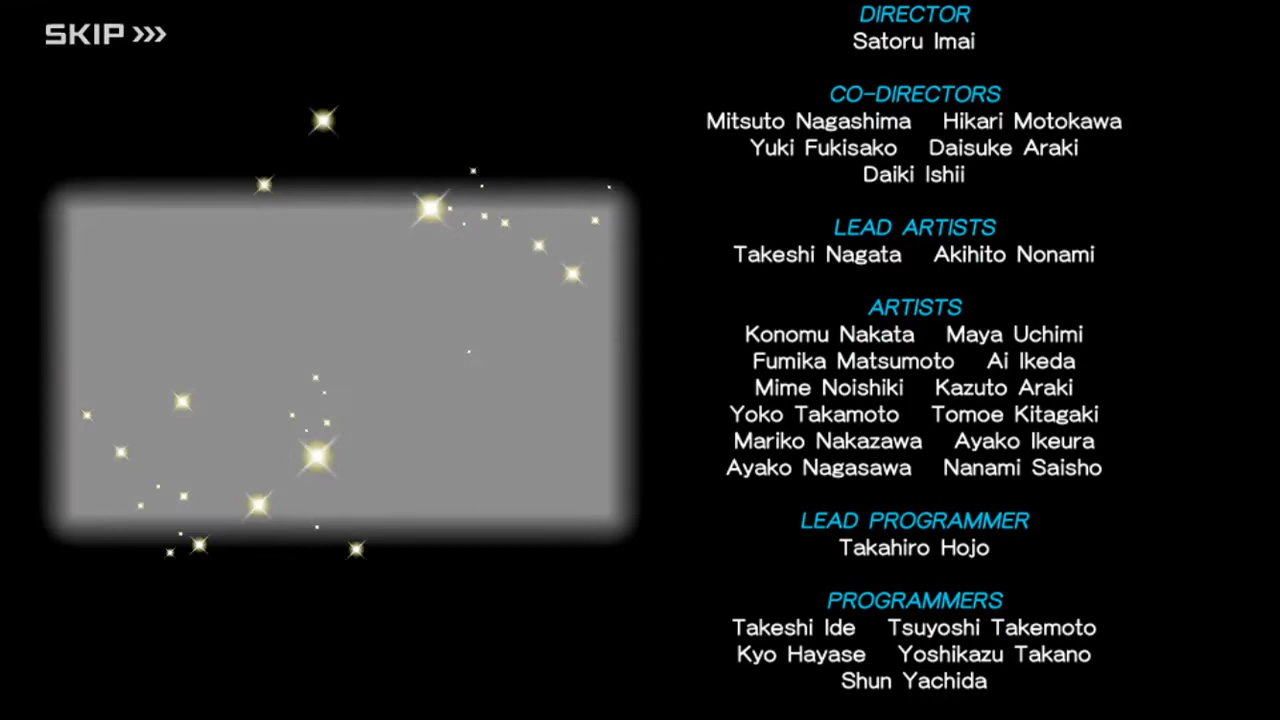 SKIP >>>
DIRECTOR
Satoru Imai
CO-DIRECTORS
Mitsuto Nagashima Hikari Motokawa
Yuki Fukisako Daisuke Araki
Daiki Ishii
LEAD ARTISTS
Takeshi Nagata Akihito Nonami
ARTISTS
Konomu Nakata Maya Uchimi
Fumika Matsumoto Ai Ikeda
Mime Noishiki Kazuto Araki
Yoko Takamoto Tomoe Kitagaki
Mariko Nakazawa Ayako Ikeura
Ayako Nagasawa Nanami Saisho
LEAD PROGRAMMER
Takahiro Hojo
PROGRAMMERS
Takeshi Ide Tsuyoshi Takemoto
Kyo Hayase Yoshikazu Takano
Shun Yachida